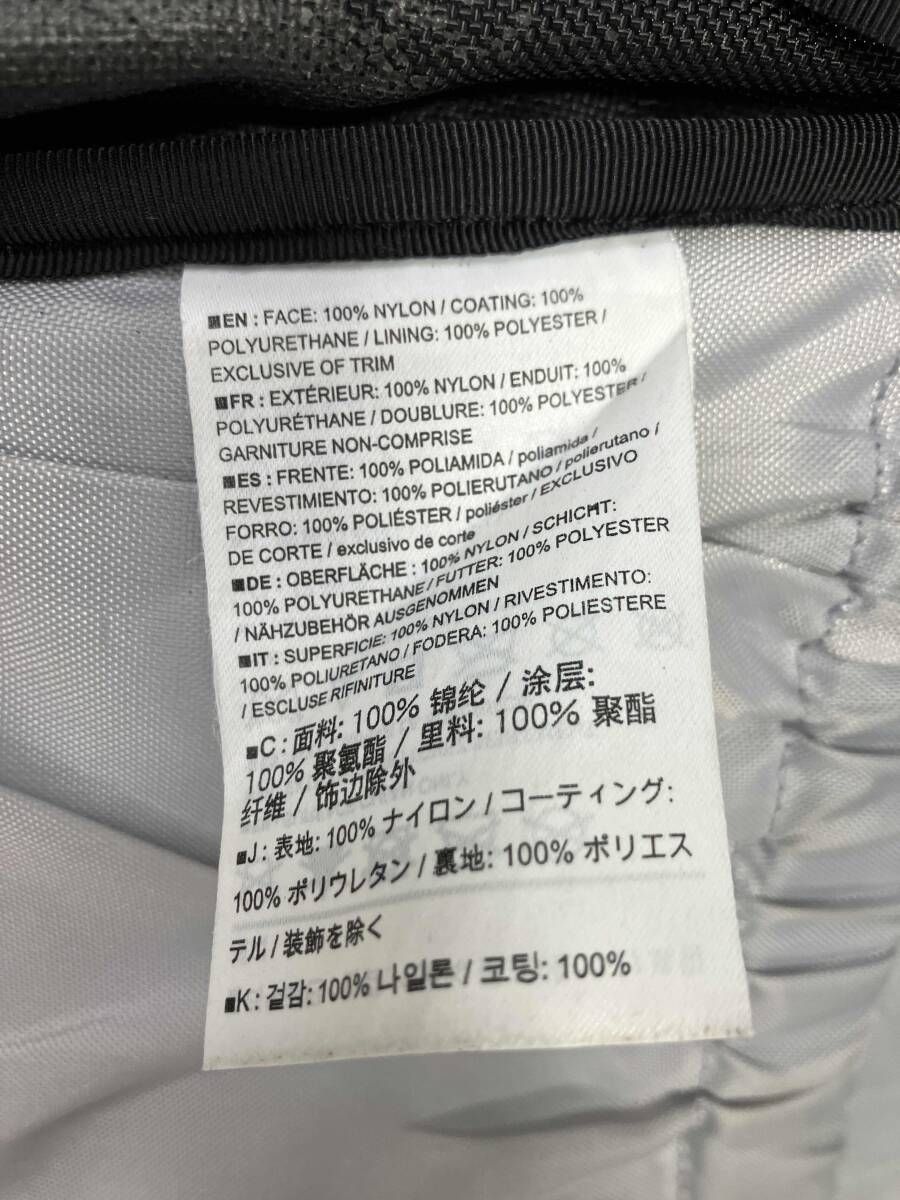 ■EN : FACE: 100% NYLON / COATING: 100%
POLYURETHANE / LINING: 100% POLYESTER /
EXCLUSIVE OF TRIM
■FR : EXTÉRIEUR: 100% NYLON / ENDUIT: 100%
POLYURÉTHANE / DOUBLURE: 100% POLYESTER /
GARNITURE NON-COMPRISE
■ES : FRENTE: 100% POLIAMIDA / poliamida /
REVESTIMIENTO: 100% POLIERUTANO / polierutano /
FORRO: 100% POLIÉSTER / poliéster / EXCLUSIVO
DE CORTE / exclusivo de corte
■DE : OBERFLÄCHE : 100% NYLON / SCHICHT:
100% POLYURETHANE / FUTTER: 100% POLYESTER
/ NÄHZUBEHÖR AUSGENOMMEN
■IT : SUPERFICIE: 100% NYLON / RIVESTIMENTO:
100% POLIURETANO / FODERA: 100% POLIESTERE
/ ESCLUSE RIFINITURE
■C : 面料: 100% 锦纶 / 涂层:
100% 聚氨酯 / 里料: 100% 聚酯
纤维 / 饰边除外
■J : 表地: 100% ナイロン / コーティング:
100% ポリウレタン / 裏地: 100% ポリエス
テル / 装飾を除く
■K : 겉감: 100% 나일론 / 코팅: 100%